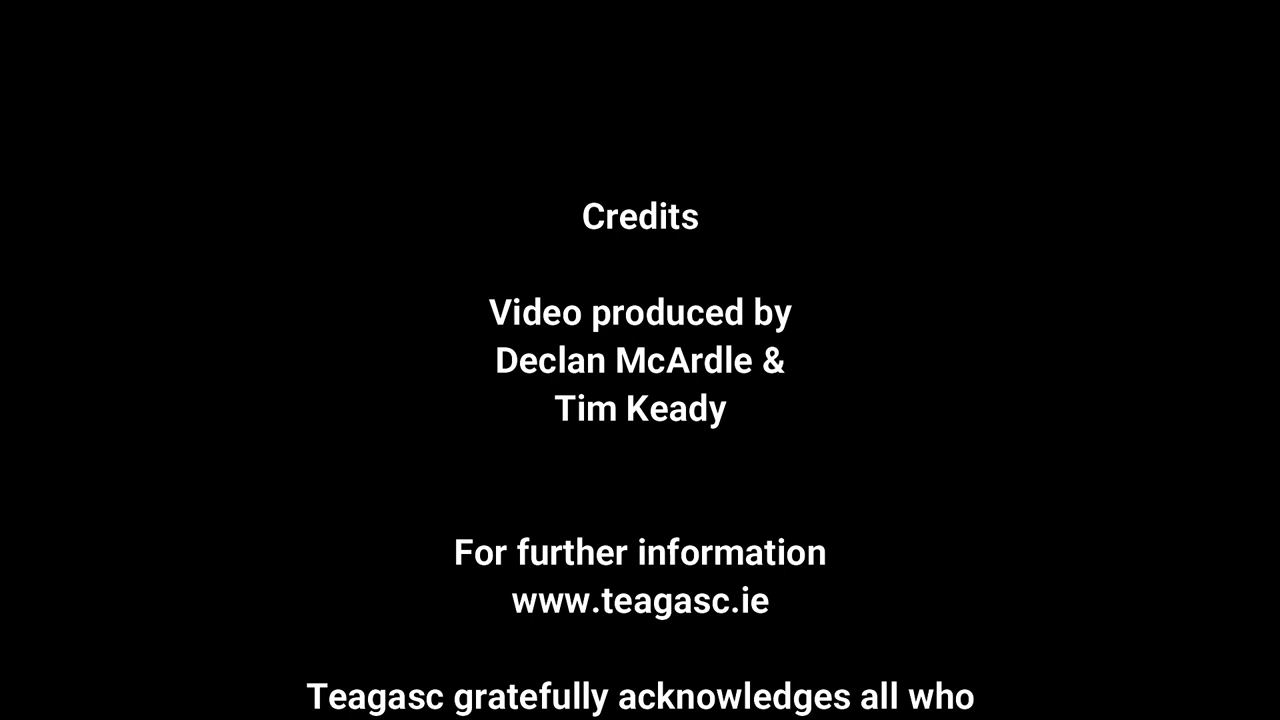 Credits
Video produced by
Declan McArdle &
Tim Keady
For further information
www.teagasc.ie
Teagasc gratefully acknowledges all who